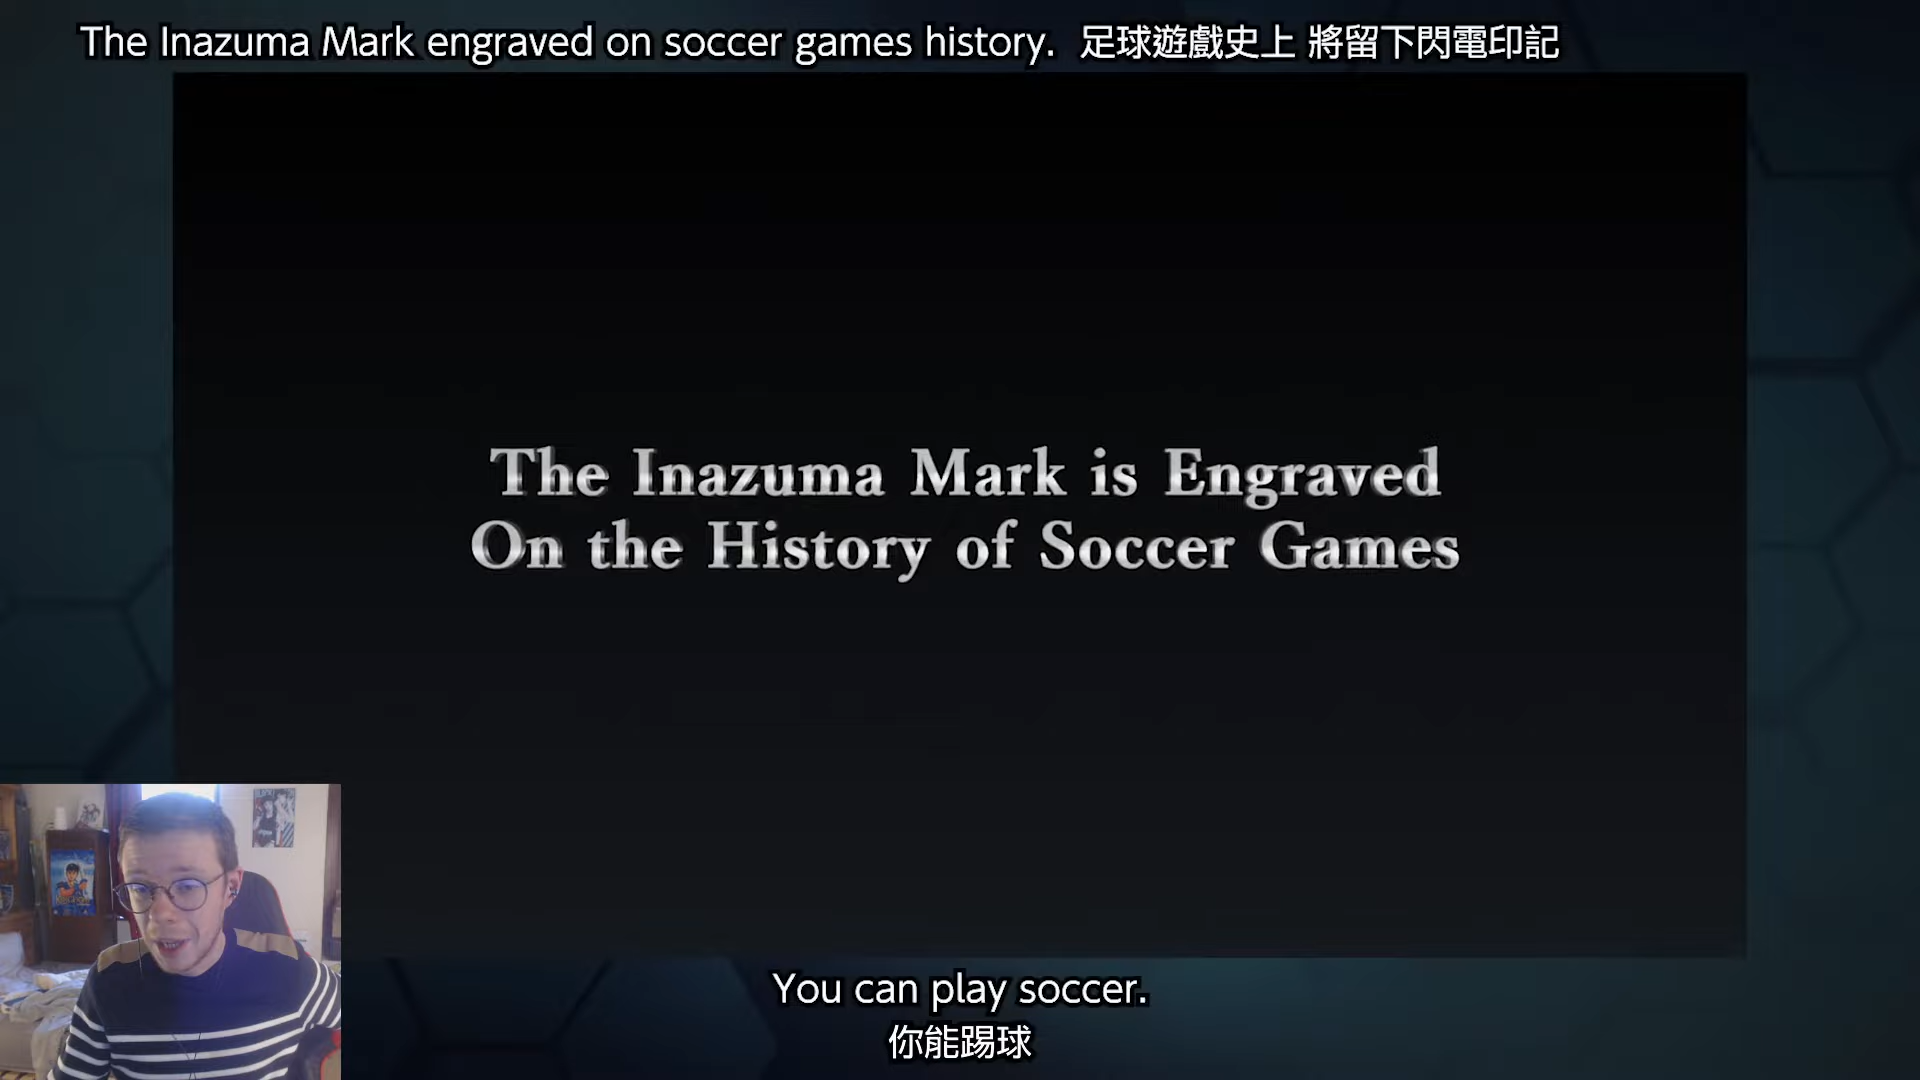 The Inazuma Mark engraved on soccer games history. 足球遊戲史上 將留下閃電印記
The Inazuma Mark is Engraved
On the History of Soccer Games
You can play soccer.
你能踢球